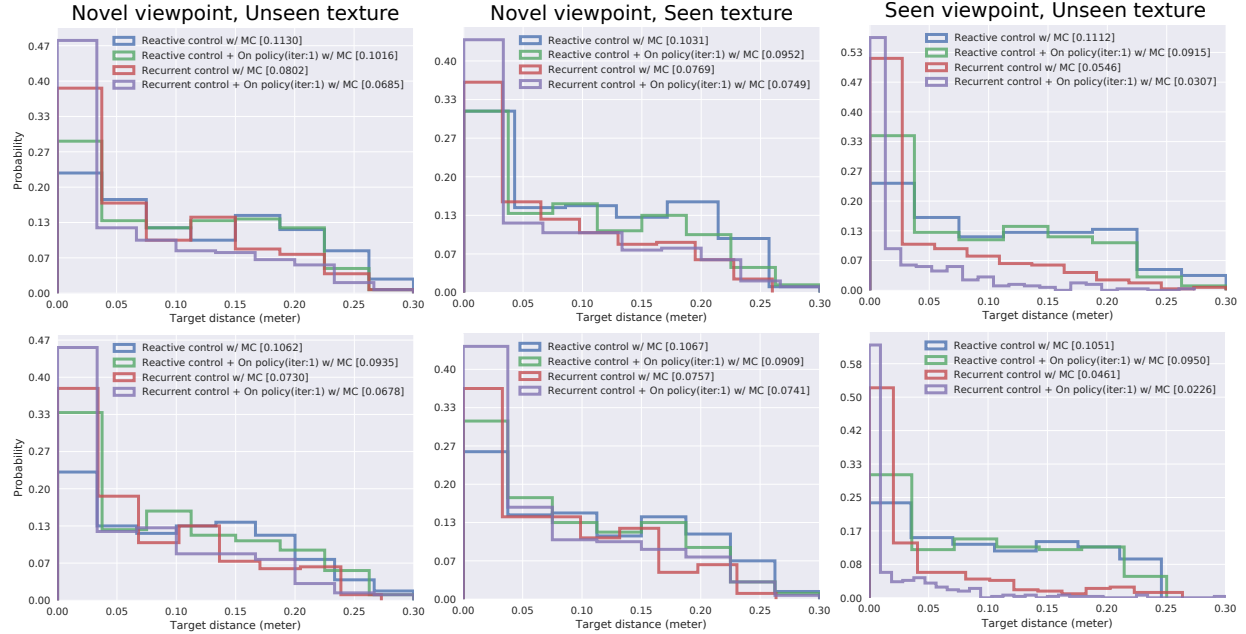 Novel viewpoint, Unseen texture
Novel viewpoint, Seen texture
Seen viewpoint, Unseen texture
Probability
0.47
0.40
0.33
0.27
0.20
0.13
0.07
0.00
Reactive control w/ MC [0.1130]
Reactive control + On policy(iter:1) w/ MC [0.1016]
Recurrent control w/ MC [0.0802]
Recurrent control + On policy(iter:1) w/ MC [0.0685]
0.00 0.05 0.10 0.15 0.20 0.25 0.30
Target distance (meter)
0.40
0.33
0.27
0.20
0.13
0.07
0.00
Reactive control w/ MC [0.1031]
Reactive control + On policy(iter:1) w/ MC [0.0952]
Recurrent control w/ MC [0.0769]
Recurrent control + On policy(iter:1) w/ MC [0.0749]
0.00 0.05 0.10 0.15 0.20 0.25 0.30
Target distance (meter)
0.53
0.47
0.40
0.33
0.27
0.20
0.13
0.07
0.00
Reactive control w/ MC [0.1112]
Reactive control + On policy(iter:1) w/ MC [0.0915]
Recurrent control w/ MC [0.0546]
Recurrent control + On policy(iter:1) w/ MC [0.0307]
0.00 0.05 0.10 0.15 0.20 0.25 0.30
Target distance (meter)
Probability
0.47
0.40
0.33
0.27
0.20
0.13
0.07
0.00
Reactive control w/ MC [0.1062]
Reactive control + On policy(iter:1) w/ MC [0.0935]
Recurrent control w/ MC [0.0730]
Recurrent control + On policy(iter:1) w/ MC [0.0678]
0.00 0.05 0.10 0.15 0.20 0.25 0.30
Target distance (meter)
0.40
0.33
0.27
0.20
0.13
0.07
0.00
Reactive control w/ MC [0.1067]
Reactive control + On policy(iter:1) w/ MC [0.0909]
Recurrent control w/ MC [0.0757]
Recurrent control + On policy(iter:1) w/ MC [0.0741]
0.00 0.05 0.10 0.15 0.20 0.25 0.30
Target distance (meter)
0.58
0.50
0.42
0.33
0.25
0.17
0.08
0.00
Reactive control w/ MC [0.1051]
Reactive control + On policy(iter:1) w/ MC [0.0950]
Recurrent control w/ MC [0.0461]
Recurrent control + On policy(iter:1) w/ MC [0.0226]
0.00 0.05 0.10 0.15 0.20 0.25 0.30
Target distance (meter)